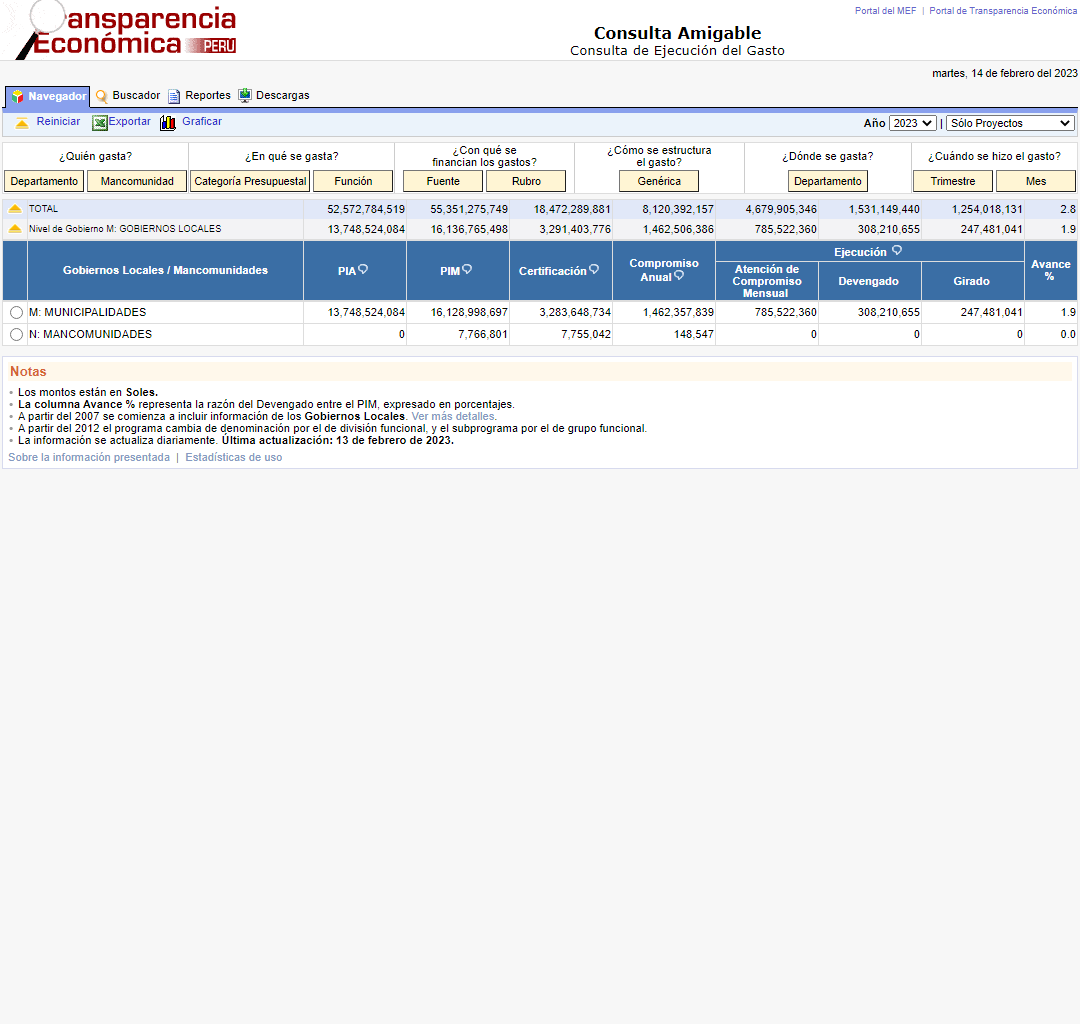 ansparencia
Económica PERU
Portal del MEF | Portal de Transparencia Económica
Consulta Amigable
Consulta de Ejecución del Gasto
martes, 14 de febrero del 2023
Navegador Buscador Reportes Descargas
Reiniciar Exportar Graficar Año 2023 | Sólo Proyectos
¿Quién gasta?
Departamento Mancomunidad
¿En qué se gasta?
Categoría Presupuestal Función
¿Con qué se
financian los gastos?
Fuente Rubro
¿Cómo se estructura
el gasto?
Genérica
¿Dónde se gasta?
Departamento
¿Cuándo se hizo el gasto?
Trimestre Mes
TOTAL 52,572,784,519 55,351,275,749 18,472,289,881 8,120,392,157 4,679,905,346 1,531,149,440 1,254,018,131 2.8
Nivel de Gobierno M: GOBIERNOS LOCALES 13,748,524,084 16,136,765,498 3,291,403,776 1,462,506,386 785,522,360 308,210,655 247,481,041 1.9
Gobiernos Locales / Mancomunidades
PIA
PIM
Certificación
Compromiso
Anual
Ejecución
Atención de
Compromiso
Mensual
Devengado
Girado
Avance
%
M: MUNICIPALIDADES 13,748,524,084 16,128,998,697 3,283,648,734 1,462,357,839 785,522,360 308,210,655 247,481,041 1.9
N: MANCOMUNIDADES 0 7,766,801 7,755,042 148,547 0 0 0 0.0
Notas
Los montos están en Soles.
La columna Avance % representa la razón del Devengado entre el PIM, expresado en porcentajes.
A partir del 2007 se comienza a incluir información de los Gobiernos Locales. Ver más detalles.
A partir del 2012 el programa cambia de denominación por el de división funcional, y el subprograma por el de grupo funcional.
La información se actualiza diariamente. Última actualización: 13 de febrero de 2023.
Sobre la información presentada | Estadísticas de uso